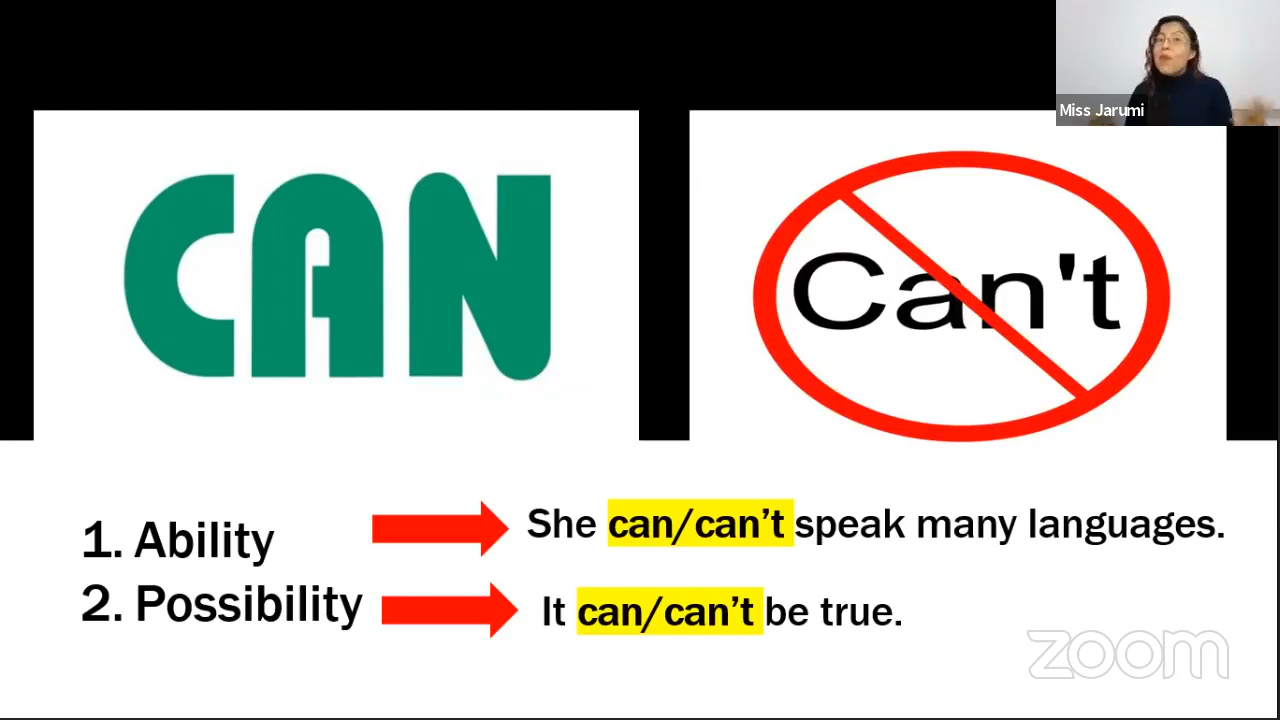 Miss Jarumi
CAN
Can't
1. Ability
She can/can’t speak many languages.
2. Possibility
It can/can’t be true.
zoom